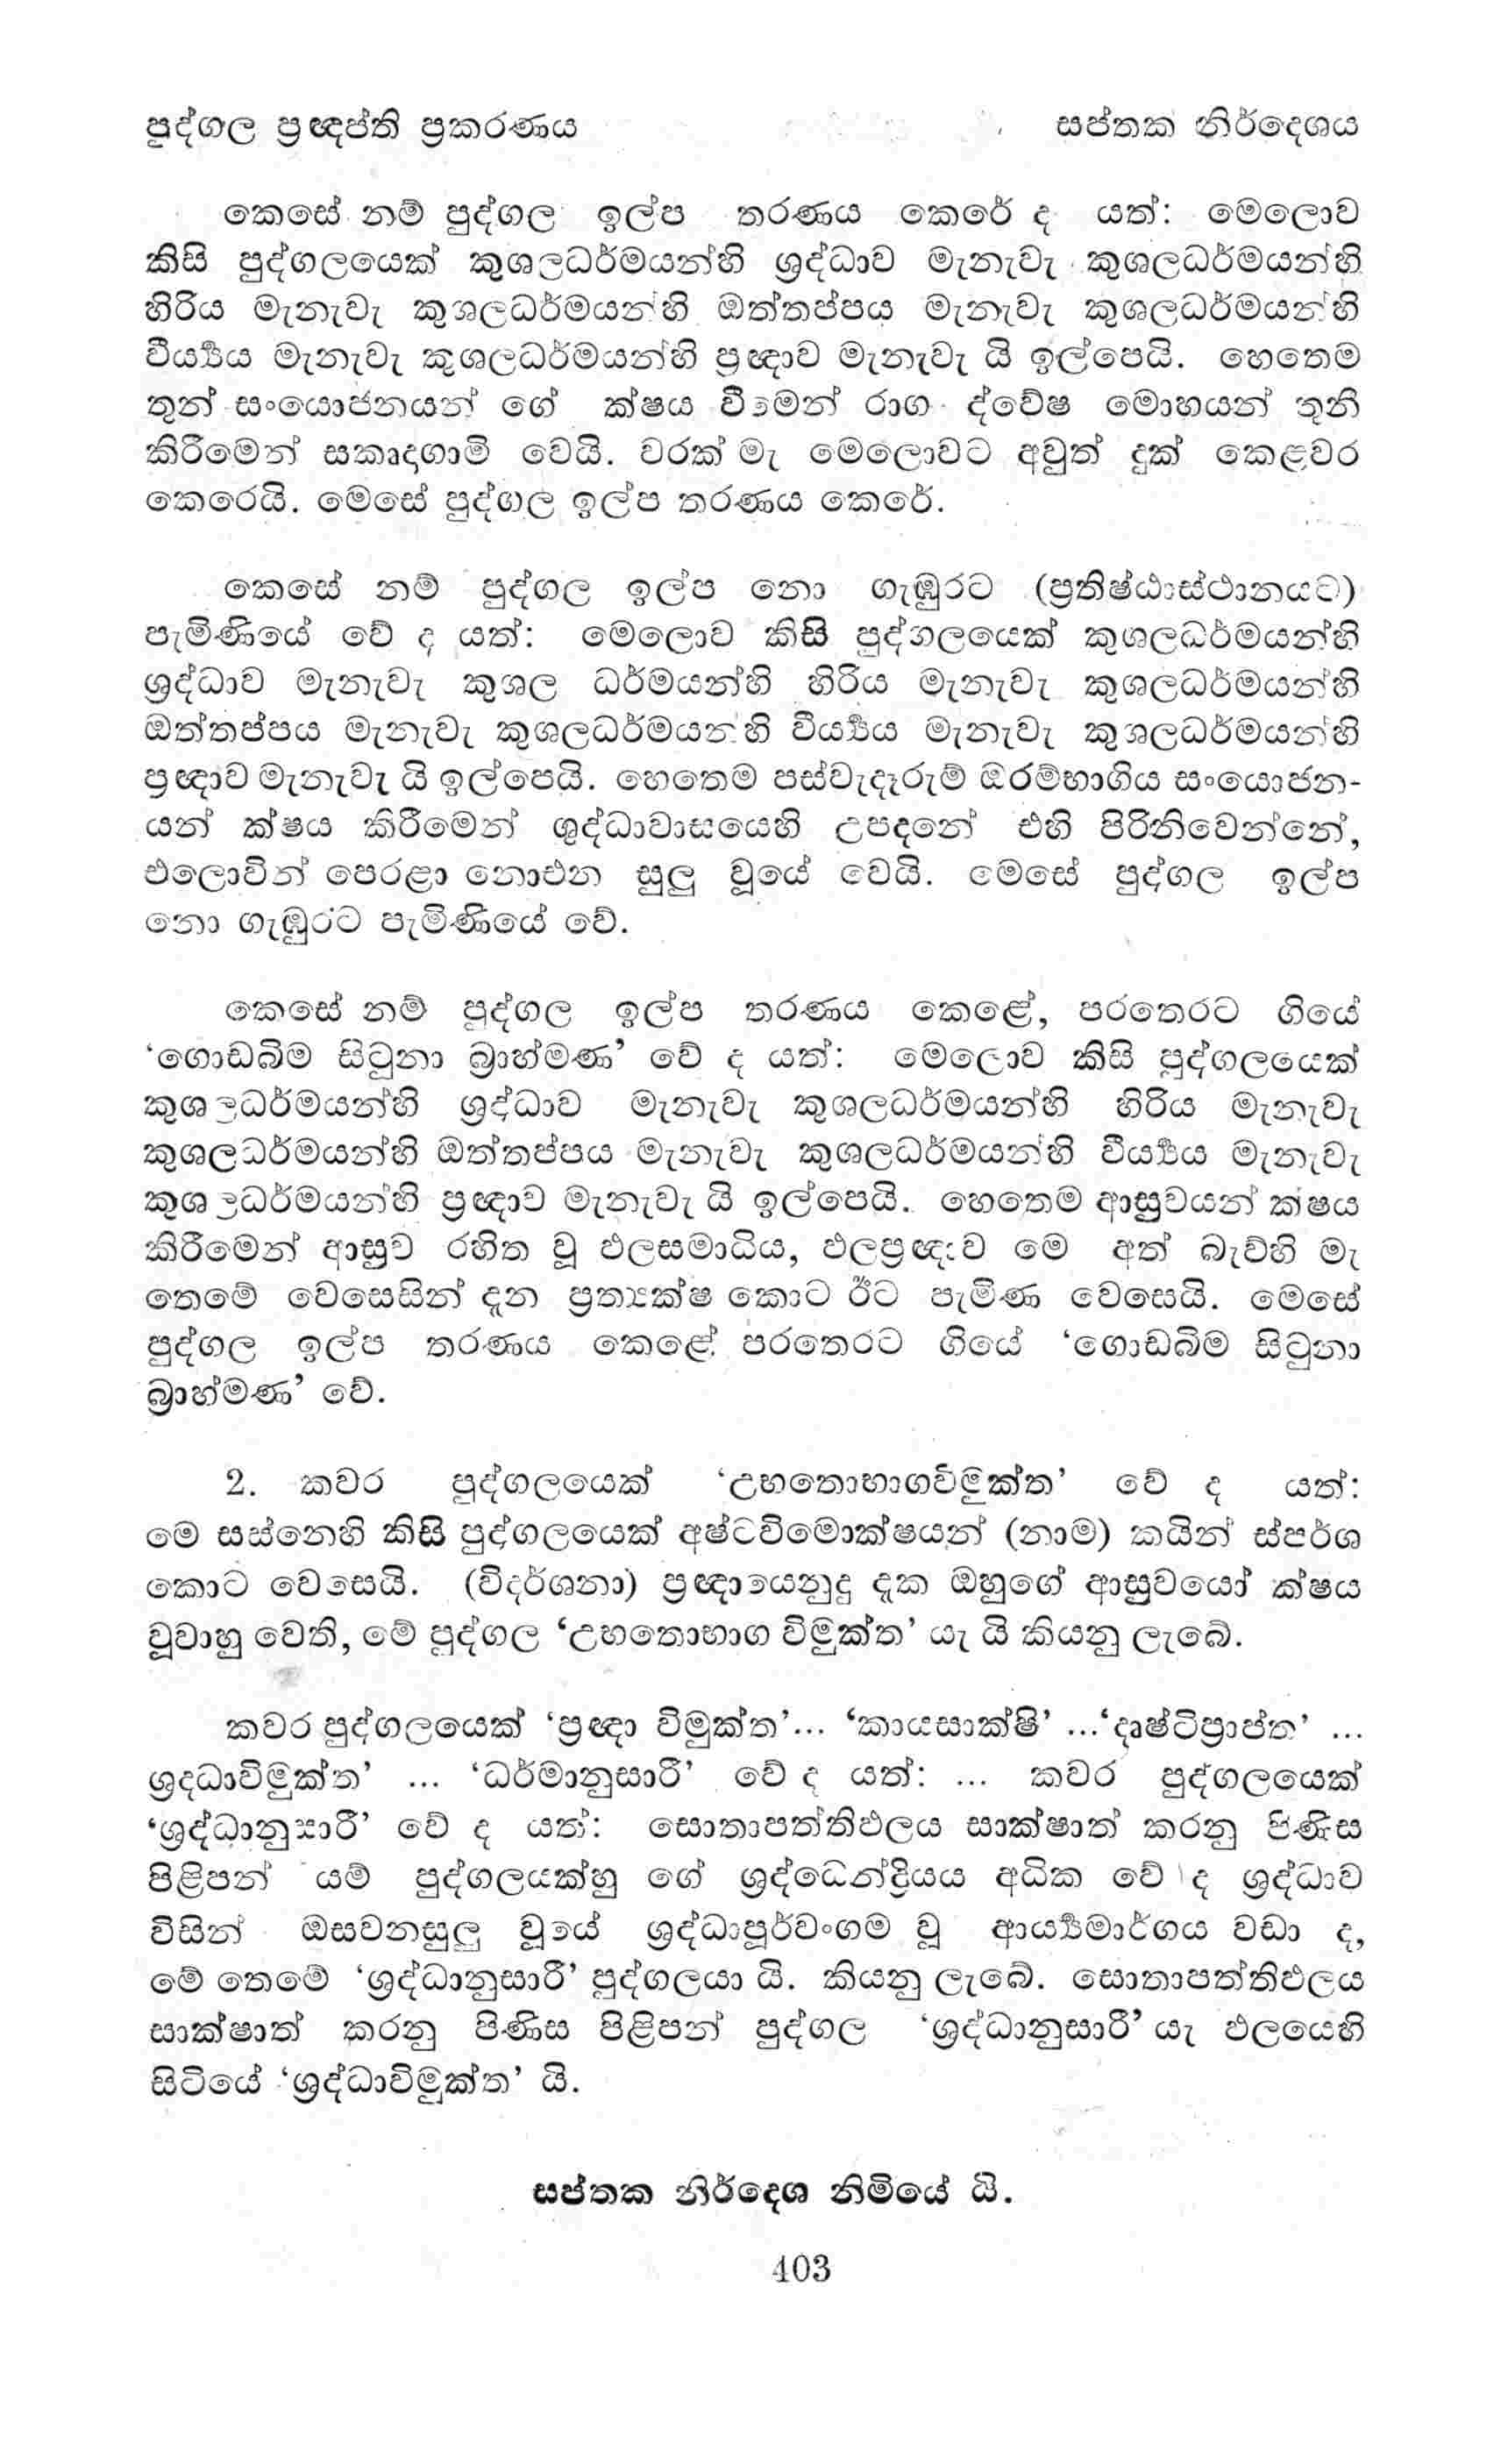 පුද්ගල ප්‍රඥප්ති ප්‍රකරණය
සප්තක නිර්දෙශය
කෙසේ නම් පුද්ගල ඉල්ප තරණය කෙරේ ද යත්: මෙලොව
කිසි පුද්ගලයෙක් කුශලධර්මයන්හි ශ්‍රද්ධාව මැනැවැ කුශලධර්මයන්හි
හිරිය මැනැවැ කුශලධර්මයන්හි ඔත්තප්පය මැනැවැ කුශලධර්මයන්හි
වීර්‍ය්‍යය මැනැවැ කුශලධර්මයන්හි ප්‍රඥාව මැනැවැ යි ඉල්පෙයි. හෙතෙම
තුන් සංයොජනයන් ගේ ක්ෂය වීමෙන් රාග ද්වේෂ මොහයන් තුනී
කිරීමෙන් සකෘදාගාමි වෙයි. වරක් මැ මෙලොවට අවුත් දුක් කෙළවර
කෙරෙයි. මෙසේ පුද්ගල ඉල්ප තරණය කෙරේ.
කෙසේ නම් පුද්ගල ඉල්ප නො ගැඹුරට (ප්‍රතිෂ්ඨාස්ථානයට)
පැමිණියේ වේ ද යත්: මෙලොව කිසි පුද්ගලයෙක් කුශලධර්මයන්හි
ශ්‍රද්ධාව මැනැවැ කුශල ධර්මයන්හි හිරිය මැනැවැ කුශලධර්මයන්හි
ඔත්තප්පය මැනැවැ කුශලධර්මයන්හි වීර්‍ය්‍යය මැනැවැ කුශලධර්මයන්හි
ප්‍රඥාව මැනැවැ යි ඉල්පෙයි. හෙතෙම පස්වැදෑරුම් ඔරම්භාගිය සංයොජන-
යන් ක්ෂය කිරීමෙන් ශුද්ධාවාසයෙහි උපදනේ එහි පිරිනිවෙන්නේ,
එලොවින් පෙරළා නොඑන සුලු වූයේ වෙයි. මෙසේ පුද්ගල ඉල්ප
නො ගැඹුරට පැමිණියේ වේ.
කෙසේ නම් පුද්ගල ඉල්ප තරණය කෙළේ, පරතෙරට ගියේ
‘ගොඩබිම සිටුනා බ්‍රාහ්මණ’ වේ ද යත්: මෙලොව කිසි පුද්ගලයෙක්
කුශලධර්මයන්හි ශ්‍රද්ධාව මැනැවැ කුශලධර්මයන්හි හිරිය මැනැවැ
කුශලධර්මයන්හි ඔත්තප්පය මැනැවැ කුශලධර්මයන්හි වීර්‍ය්‍යය මැනැවැ
කුශලධර්මයන්හි ප්‍රඥාව මැනැවැ යි ඉල්පෙයි. හෙතෙම ආස්‍රවයන් ක්ෂය
කිරීමෙන් ආස්‍රව රහිත වූ ඵලසමාධිය, ඵලප්‍රඥාව මෙ අත් බැව්හි මැ
තෙමේ වෙසෙසින් දැන ප්‍රත්‍යක්ෂ කොට ඊට පැමිණ වෙසෙයි. මෙසේ
පුද්ගල ඉල්ප තරණය කෙළේ පරතෙරට ගියේ ‘ගොඩබිම සිටුනා
බ්‍රාහ්මණ’ වේ.
2. කවර පුද්ගලයෙක් ‘උභතොභාගවිමුක්ත’ වේ ද යත්:
මෙ සස්නෙහි කිසි පුද්ගලයෙක් අෂ්ටවිමොක්ෂයන් (නාම) කයින් ස්පර්ශ
කොට වෙසෙයි. (විදර්ශනා) ප්‍රඥායෙනුදු දැක ඔහුගේ ආස්‍රවයෝ ක්ෂය
වූවාහු වෙති, මේ පුද්ගල ‘උභතොභාග විමුක්ත’ යැ යි කියනු ලැබේ.
කවර පුද්ගලයෙක් ‘ප්‍රඥා විමුක්ත’... ‘කායසාක්ෂි’ ...‘දෘෂ්ටිප්‍රාප්ත’ ...
ශ්‍රදධාවිමුක්ත’ ... ‘ධර්මානුසාරී’ වේ ද යත්: ... කවර පුද්ගලයෙක්
‘ශ්‍රද්ධානුසාරී’ වේ ද යත්: සොතාපත්තිඵලය සාක්ෂාත් කරනු පිණිස
පිළිපන් යම් පුද්ගලයක්හු ගේ ශ්‍රද්ධෙන්ද්‍රියය අධික වේ ද ශ්‍රද්ධාව
විසින් ඔසවනසුලු වූයේ ශ්‍රද්ධාපූර්වංගම වූ ආර්‍ය්‍යමාර්ගය වඩා ද,
මේ තෙමේ ‘ශ්‍රද්ධානුසාරී’ පුද්ගලයා යි. කියනු ලැබේ. සොතාපත්තිඵලය
සාක්ෂාත් කරනු පිණිස පිළිපන් පුද්ගල ‘ශ්‍රද්ධානුසාරී’ යැ ඵලයෙහි
සිටියේ ‘ශ්‍රද්ධාවිමුක්ත’ යි.
සප්තක නිර්දෙශ නිමියේ යි.
403